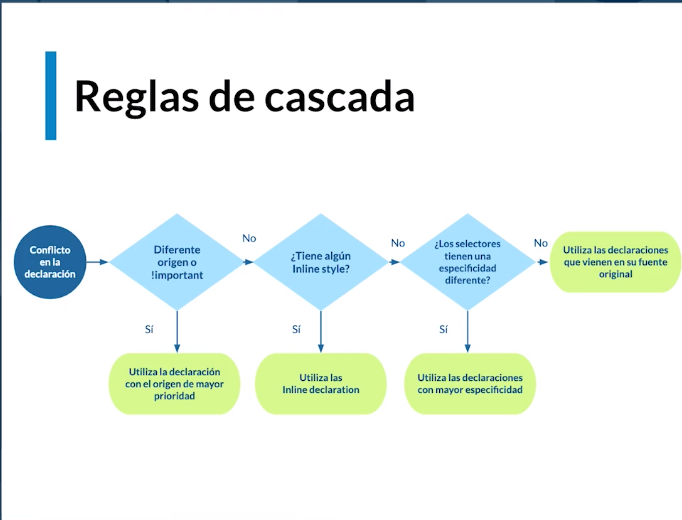 Reglas de cascada
Conflicto
en la
declaración
Diferente
origen o
!important
No
¿Tiene algún
Inline style?
No
¿Los selectores
tienen una
especificidad
diferente?
No
Utiliza las declaraciones
que vienen en su fuente
original
Sí
Sí
Sí
Utiliza la declaración
con el origen de mayor
prioridad
Utiliza las
Inline declaration
Utiliza las declaraciones
con mayor especificidad